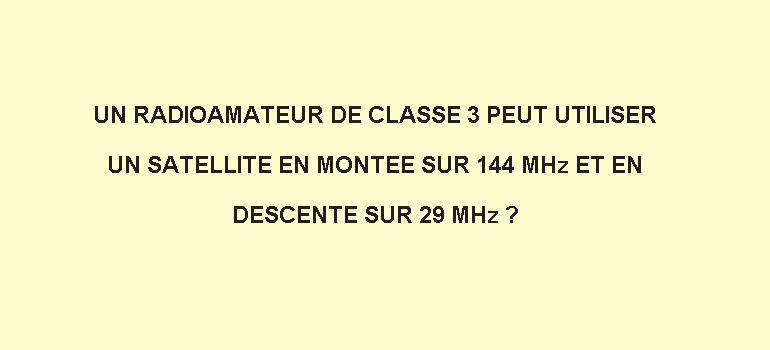 UN RADIOAMATEUR DE CLASSE 3 PEUT UTILISER
UN SATELLITE EN MONTEE SUR 144 MHz ET EN
DESCENTE SUR 29 MHz ?